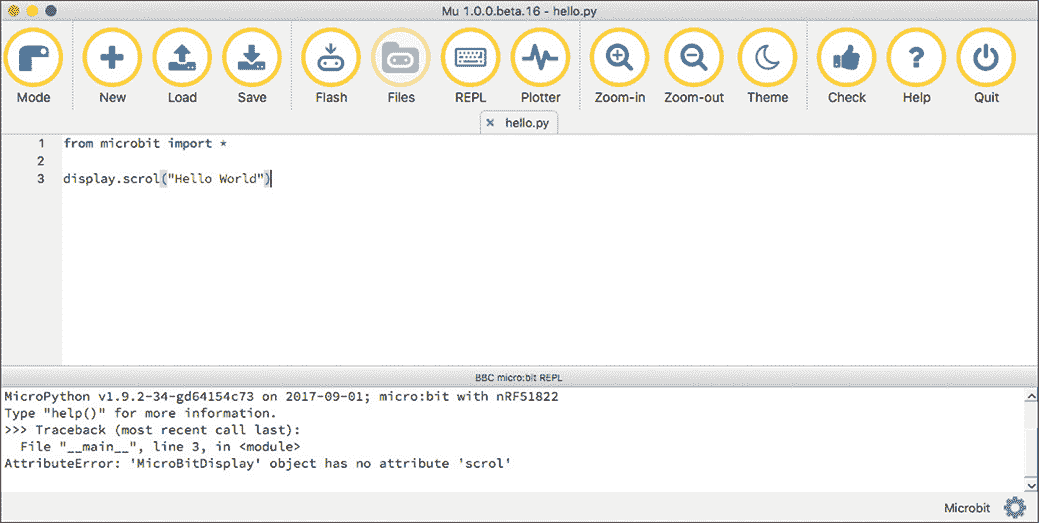 Mu 1.0.0.beta.16 - hello.py
Mode New Load Save Flash Files REPL Plotter Zoom-in Zoom-out Theme Check Help Quit
hello.py
1 from microbit import *
2
3 display.scrol("Hello World")
BBC micro:bit REPL
MicroPython v1.9.2-34-gd64154c73 on 2017-09-01; micro:bit with nRF51822
Type "help()" for more information.
>>> Traceback (most recent call last):
  File "__main__", line 3, in <module>
AttributeError: 'MicroBitDisplay' object has no attribute 'scrol'
Microbit